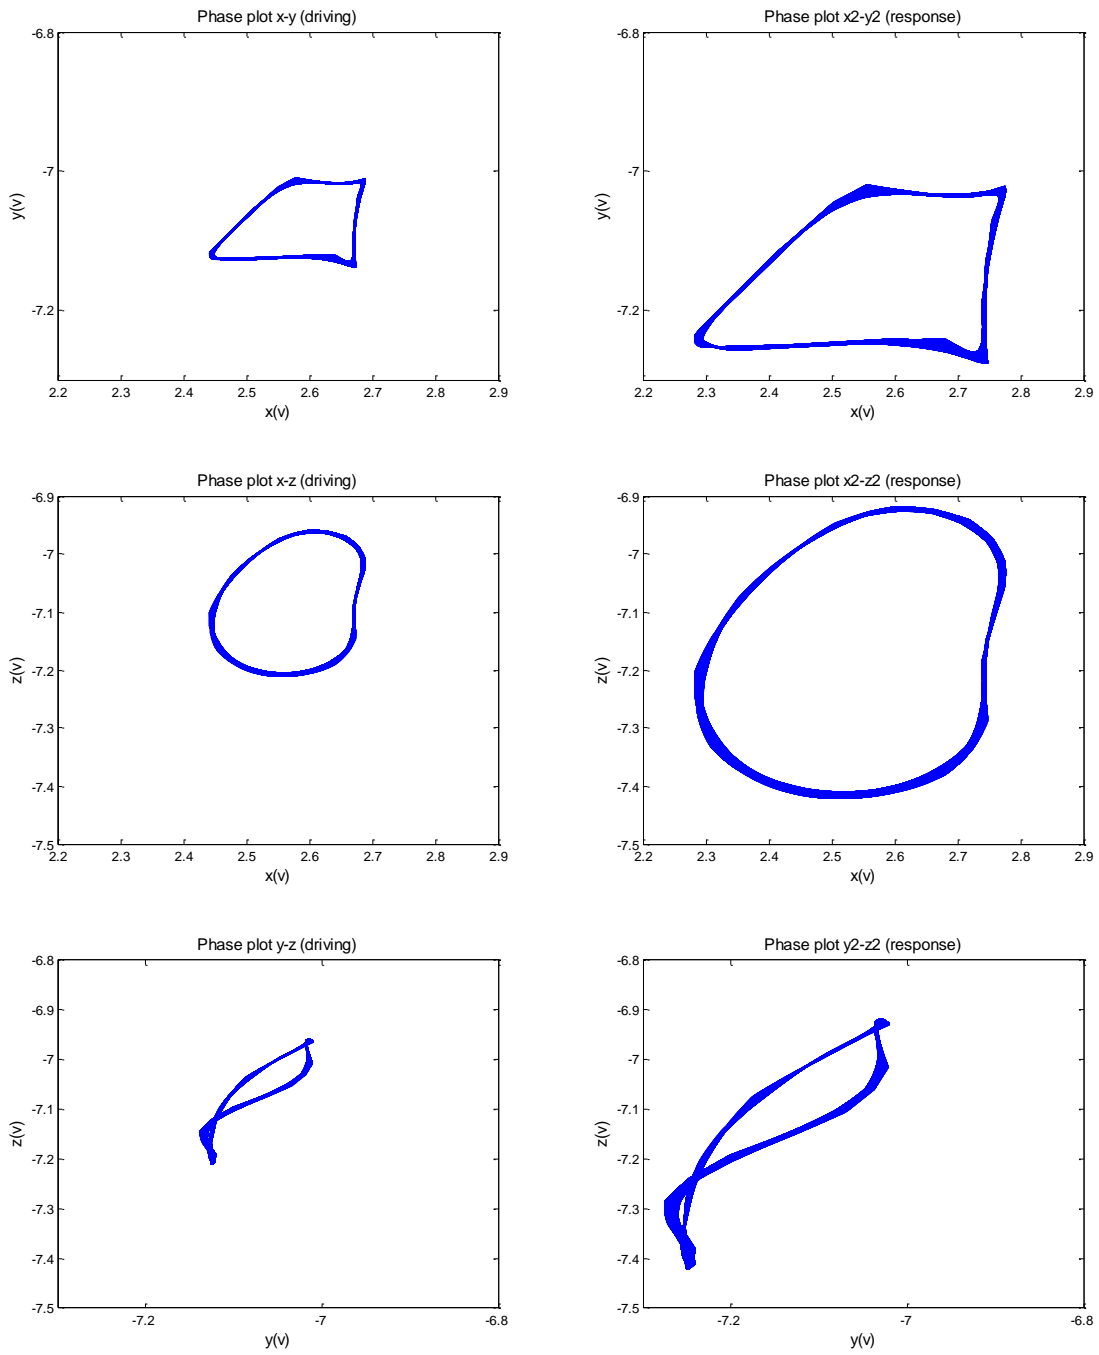 Phase plot x-y (driving)
-6.8
-7
-7.2
y(v)
2.2 2.3 2.4 2.5 2.6 2.7 2.8 2.9
x(v)
Phase plot x2-y2 (response)
-6.8
-7
-7.2
y(v)
2.2 2.3 2.4 2.5 2.6 2.7 2.8 2.9
x(v)
Phase plot x-z (driving)
-6.9
-7
-7.1
-7.2
-7.3
-7.4
-7.5
z(v)
2.2 2.3 2.4 2.5 2.6 2.7 2.8 2.9
x(v)
Phase plot x2-z2 (response)
-6.9
-7
-7.1
-7.2
-7.3
-7.4
-7.5
z(v)
2.2 2.3 2.4 2.5 2.6 2.7 2.8 2.9
x(v)
Phase plot y-z (driving)
-6.8
-6.9
-7
-7.1
-7.2
-7.3
-7.4
-7.5
z(v)
-7.2 -7 -6.8
y(v)
Phase plot y2-z2 (response)
-6.8
-6.9
-7
-7.1
-7.2
-7.3
-7.4
-7.5
z(v)
-7.2 -7 -6.8
y(v)